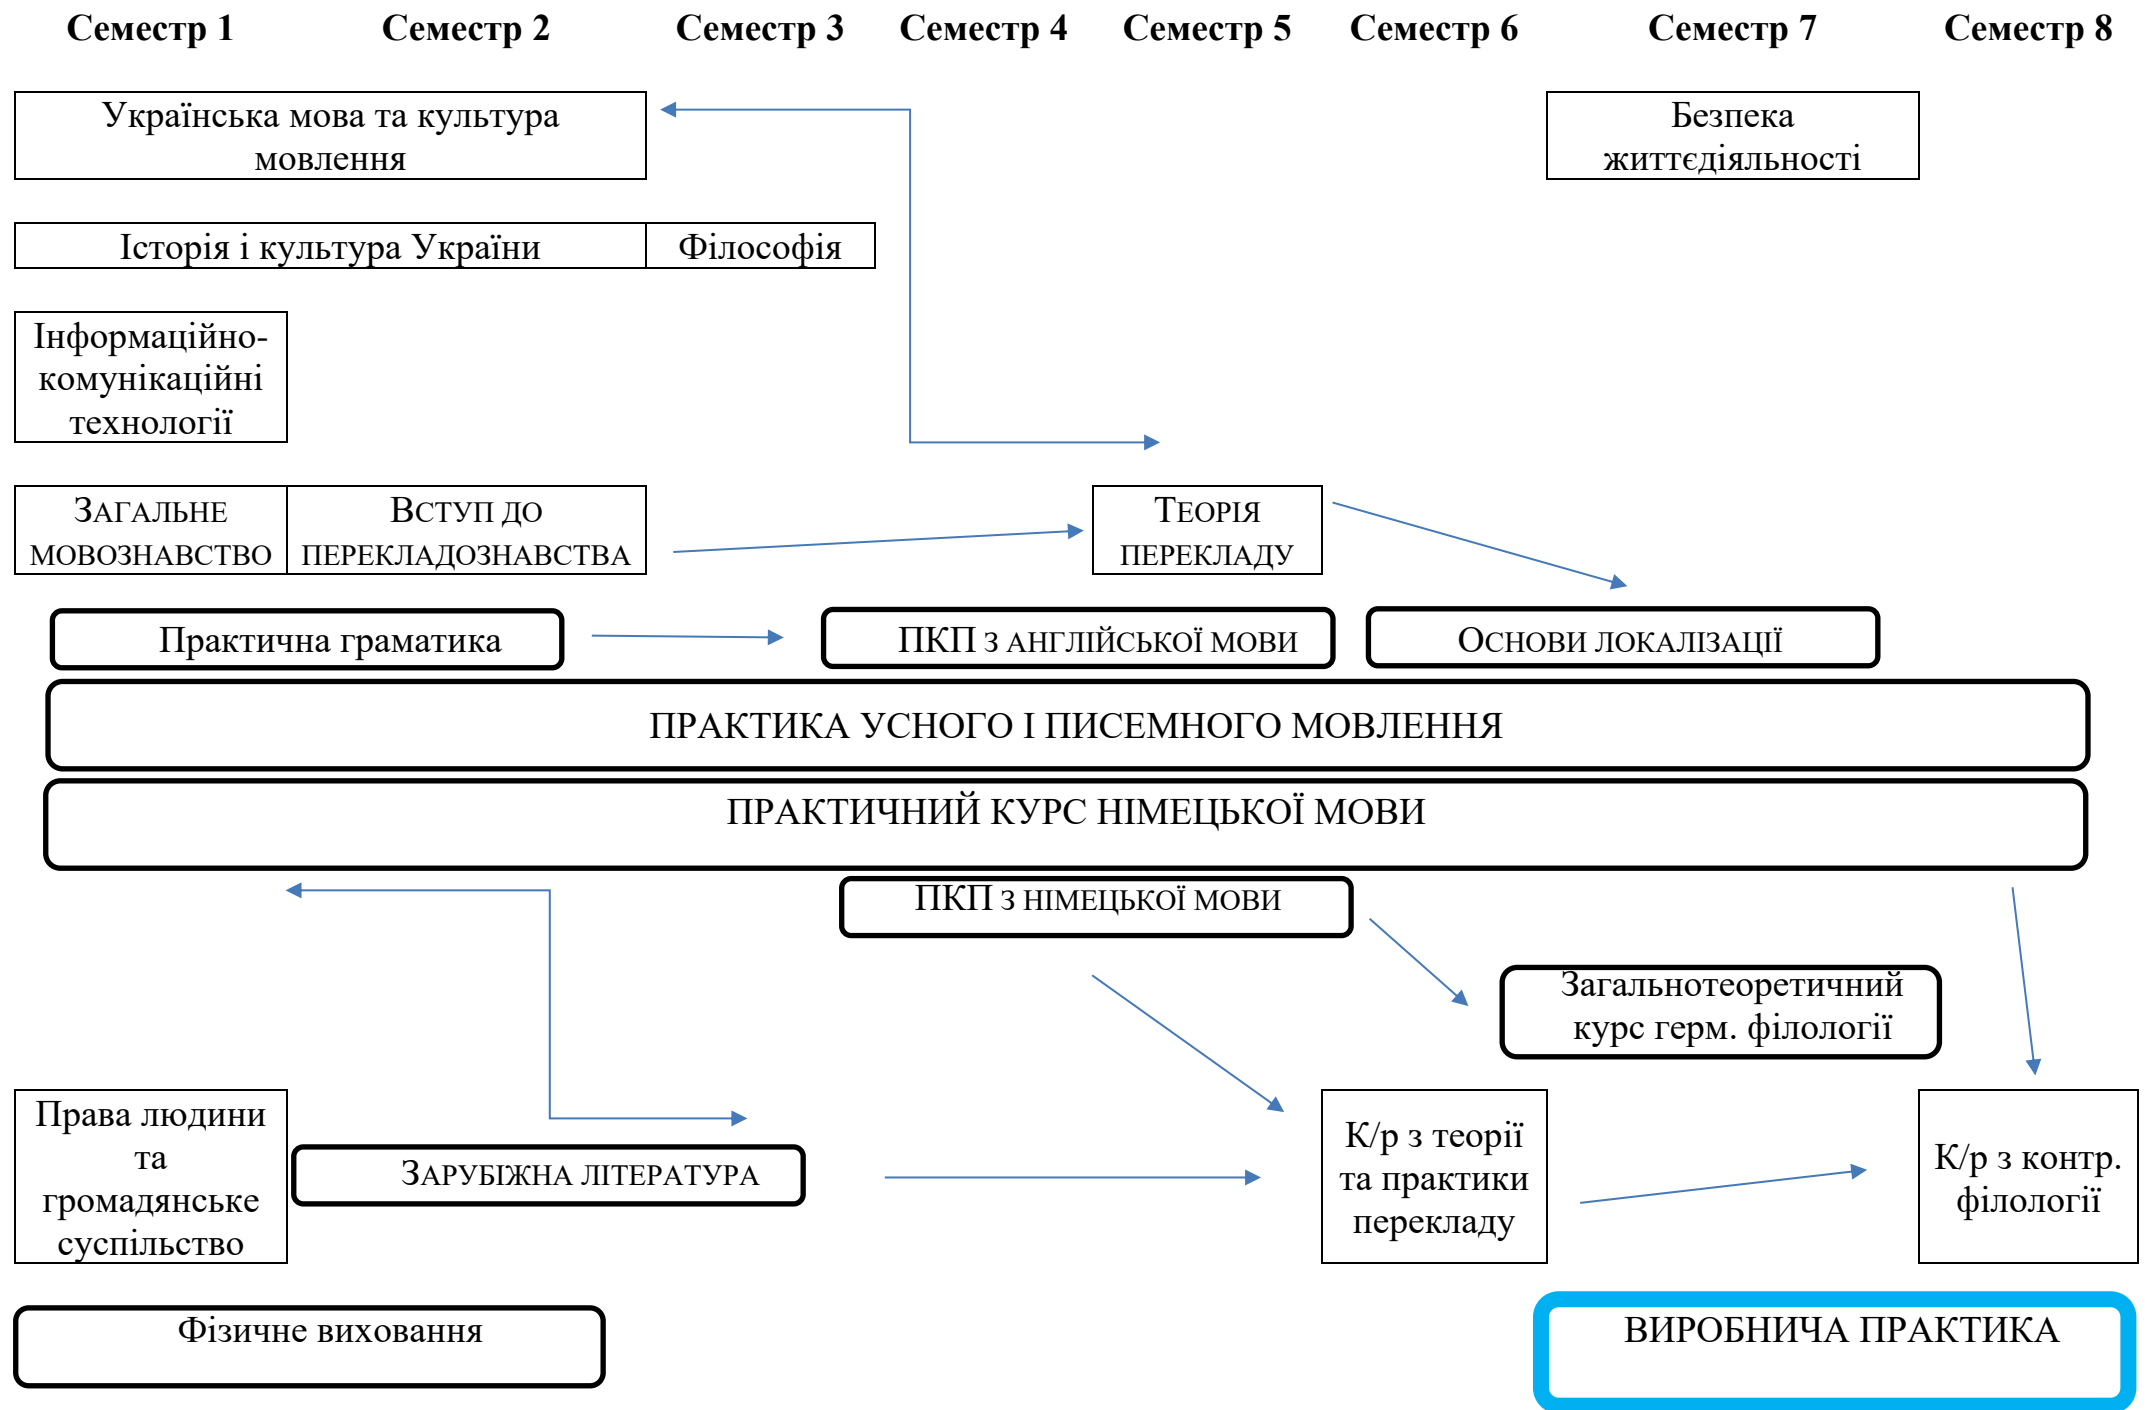 Семестр 1 Семестр 2 Семестр 3 Семестр 4 Семестр 5 Семестр 6 Семестр 7 Семестр 8
Українська мова та культура
мовлення
Безпека
життєдіяльності
Історія і культура України
Філософія
Інформаційно-
комунікаційні
технології
Загальне
мовознавство
Вступ до
перекладознавства
Теорія
перекладу
Практична граматика
ПКП з англійської мови
Основи локалізації
ПРАКТИКА УСНОГО І ПИСЕМНОГО МОВЛЕННЯ
ПРАКТИЧНИЙ КУРС НІМЕЦЬКОЇ МОВИ
ПКП з німецької мови
Загальнотеоретичний
курс герм. філології
Права людини
та
громадянське
суспільство
Зарубіжна література
К/р з теорії
та практики
перекладу
К/р з контр.
філології
Фізичне виховання
ВИРОБНИЧА ПРАКТИКА